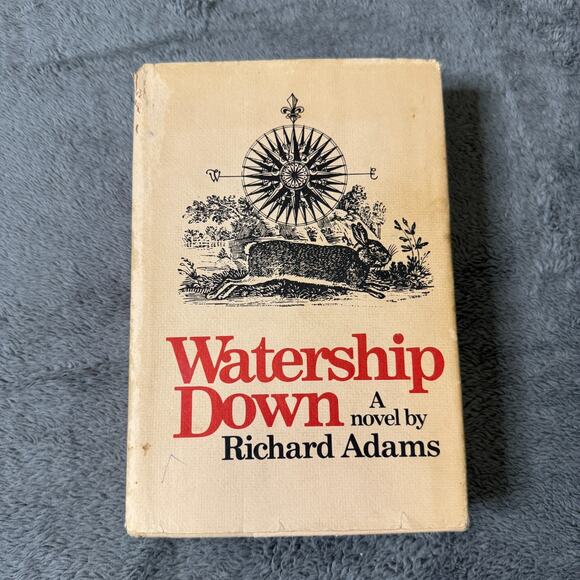 W E
Watership
Down
A
novel by
Richard Adams